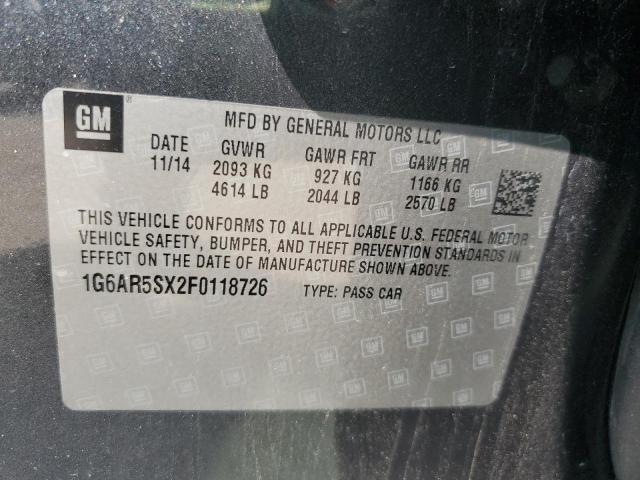 GM ®
MFD BY GENERAL MOTORS LLC
DATE GVWR GAWR FRT GAWR RR
11/14 2093 KG 927 KG 1166 KG
4614 LB 2044 LB 2570 LB
THIS VEHICLE CONFORMS TO ALL APPLICABLE U.S. FEDERAL MOTOR
VEHICLE SAFETY, BUMPER, AND THEFT PREVENTION STANDARDS IN
EFFECT ON THE DATE OF MANUFACTURE SHOWN ABOVE.
1G6AR5SX2F0118726 TYPE: PASS CAR